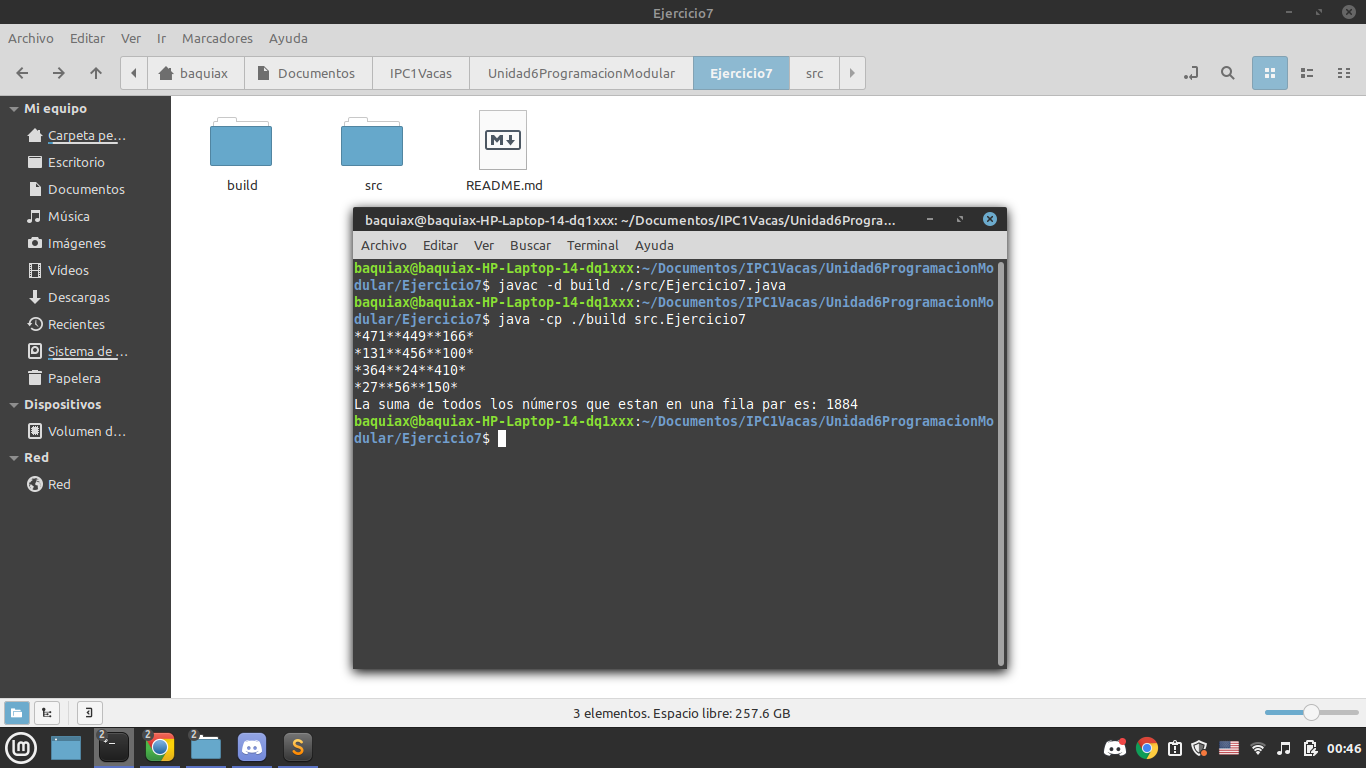 Ejercicio7
Archivo Editar Ver Ir Marcadores Ayuda
baquiax Documentos IPC1Vacas Unidad6ProgramacionModular Ejercicio7 src
Mi equipo
Carpeta pe...
Escritorio
Documentos
Música
Imágenes
Vídeos
Descargas
Recientes
Sistema de ...
Papelera
Dispositivos
Volumen d...
Red
Red
build src README.md
M
baquiax@baquiax-HP-Laptop-14-dq1xxx: ~/Documentos/IPC1Vacas/Unidad6Progra...
Archivo Editar Ver Buscar Terminal Ayuda
baquiax@baquiax-HP-Laptop-14-dq1xxx:~/Documentos/IPC1Vacas/Unidad6ProgramacionMo
dular/Ejercicio7$ javac -d build ./src/Ejercicio7.java
baquiax@baquiax-HP-Laptop-14-dq1xxx:~/Documentos/IPC1Vacas/Unidad6ProgramacionMo
dular/Ejercicio7$ java -cp ./build src.Ejercicio7
*471**449**166*
*131**456**100*
*364**24**410*
*27**56**150*
La suma de todos los números que estan en una fila par es: 1884
baquiax@baquiax-HP-Laptop-14-dq1xxx:~/Documentos/IPC1Vacas/Unidad6ProgramacionMo
dular/Ejercicio7$
3 elementos. Espacio libre: 257.6 GB
2 2 2 S
00:46